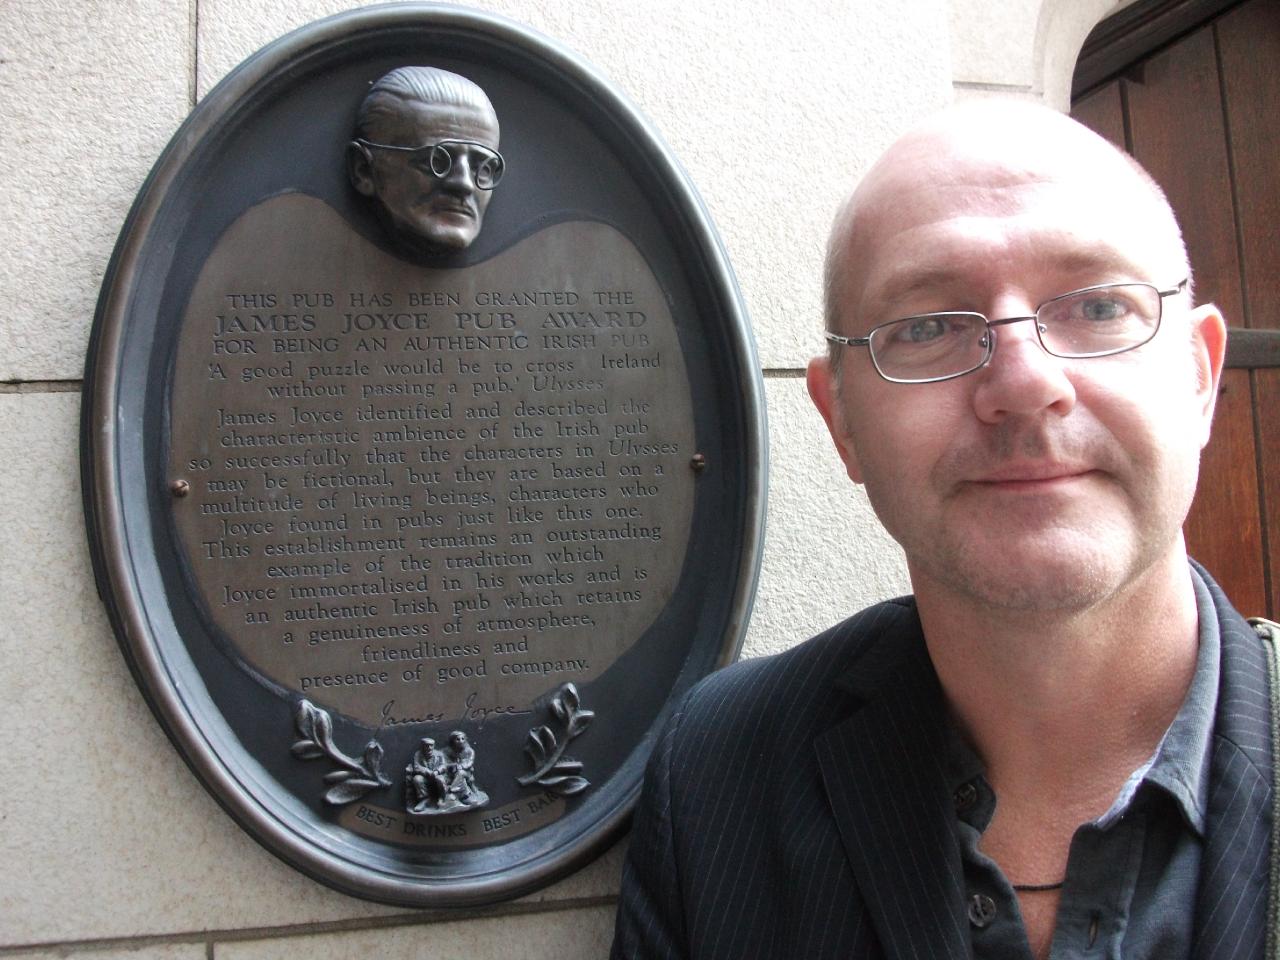 THIS PUB HAS BEEN GRANTED THE
JAMES JOYCE PUB AWARD
FOR BEING AN AUTHENTIC IRISH PUB
'A good puzzle would be to cross Ireland
without passing a pub.' Ulysses
James Joyce identified and described the
characteristic ambience of the Irish pub
so successfully that the characters in Ulysses
may be fictional, but they are based on a
multitude of living beings, characters who
Joyce found in pubs just like this one.
This establishment remains an outstanding
example of the tradition which
Joyce immortalised in his works and is
an authentic Irish pub which retains
a genuineness of atmosphere,
friendliness and
presence of good company.
James Joyce
BEST DRINKS BEST BAR